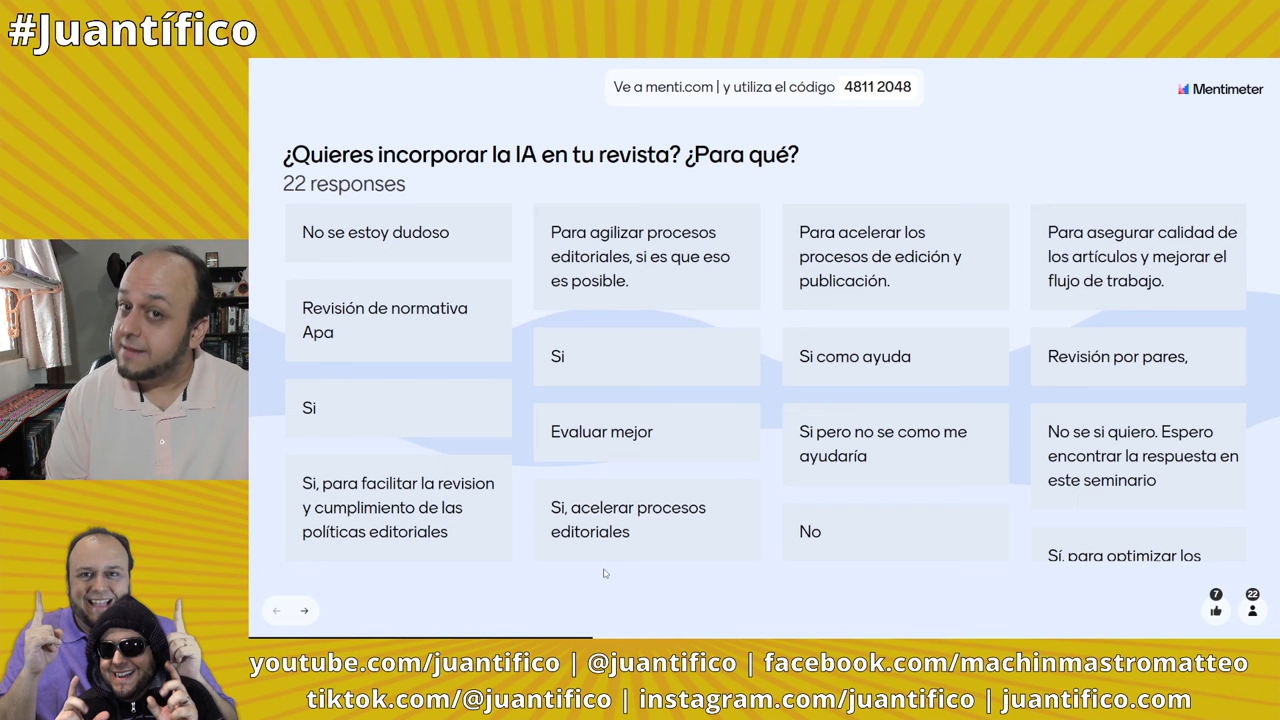 #Juantífico
Ve a menti.com | y utiliza el código 4811 2048
Mentimeter
¿Quieres incorporar la IA en tu revista? ¿Para qué?
22 responses
No se estoy dudoso
Revisión de normativa
Apa
Si
Si, para facilitar la revision
y cumplimiento de las
políticas editoriales
Para agilizar procesos
editoriales, si es que eso
es posible.
Si
Evaluar mejor
Si, acelerar procesos
editoriales
Para acelerar los
procesos de edición y
publicación.
Si como ayuda
Si pero no se como me
ayudaría
No
Para asegurar calidad de
los artículos y mejorar el
flujo de trabajo.
Revisión por pares,
No se si quiero. Espero
encontrar la respuesta en
este seminario
Sí, para optimizar los
7
22
youtube.com/juantifico | @juantifico | facebook.com/machinmastromatteo
tiktok.com/@juantifico | instagram.com/juantifico | juantifico.com